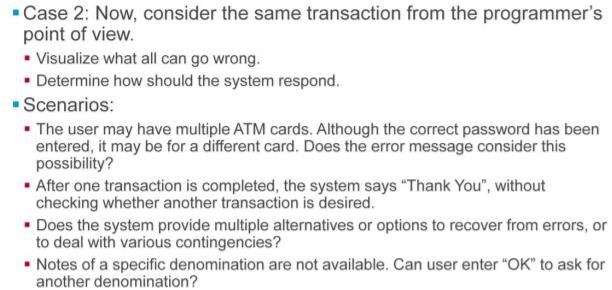 ▪ Case 2: Now, consider the same transaction from the programmer's
point of view.
▪ Visualize what all can go wrong.
▪ Determine how should the system respond.
▪ Scenarios:
▪ The user may have multiple ATM cards. Although the correct password has been
entered, it may be for a different card. Does the error message consider this
possibility?
▪ After one transaction is completed, the system says “Thank You”, without
checking whether another transaction is desired.
▪ Does the system provide multiple alternatives or options to recover from errors, or
to deal with various contingencies?
▪ Notes of a specific denomination are not available. Can user enter “OK” to ask for
another denomination?